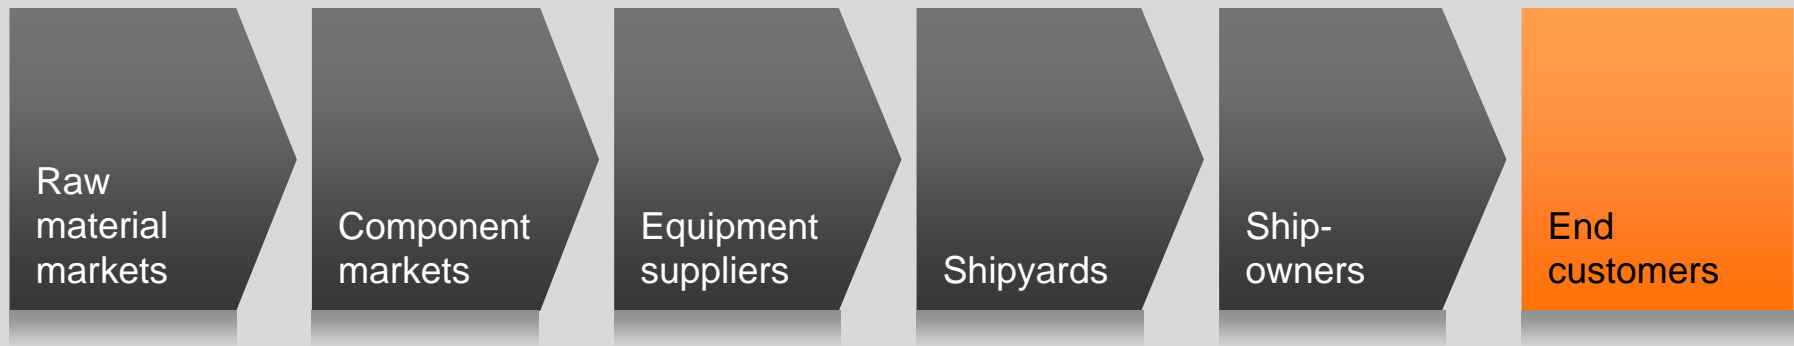 Raw
material
markets
Component
markets
Equipment
suppliers
Shipyards
Ship-
owners
End
customers